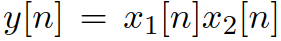 y[n] = x₁[n]x₂[n]